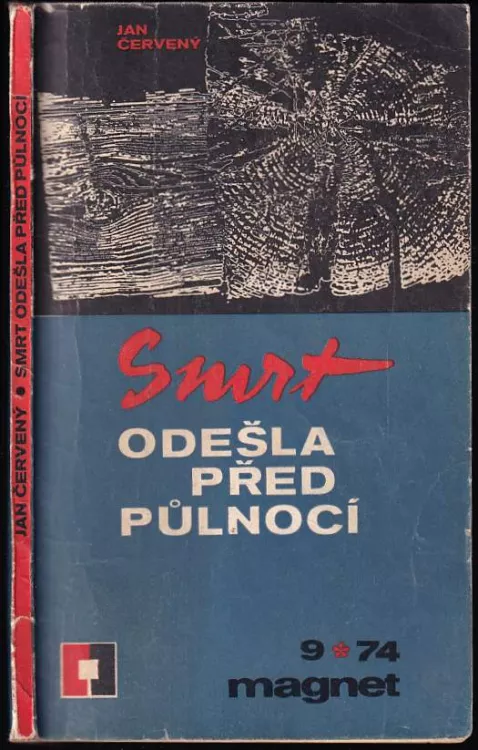 JAN ČERVENÝ ● SMRT ODEŠLA PŘED PŮLNOCÍ
JAN
ČERVENÝ
Smrt
ODEŠLA
PŘED
PŮLNOCÍ
9 * 74
magnet